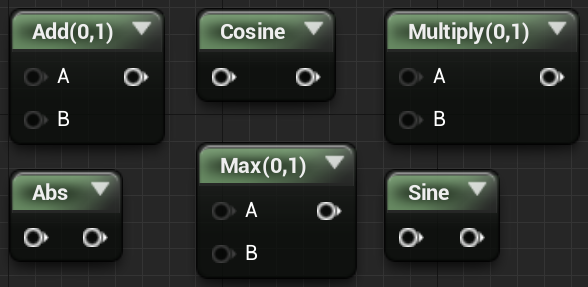 Add(0,1)
A
B
Cosine
Multiply(0,1)
A
B
Abs
Max(0,1)
A
B
Sine